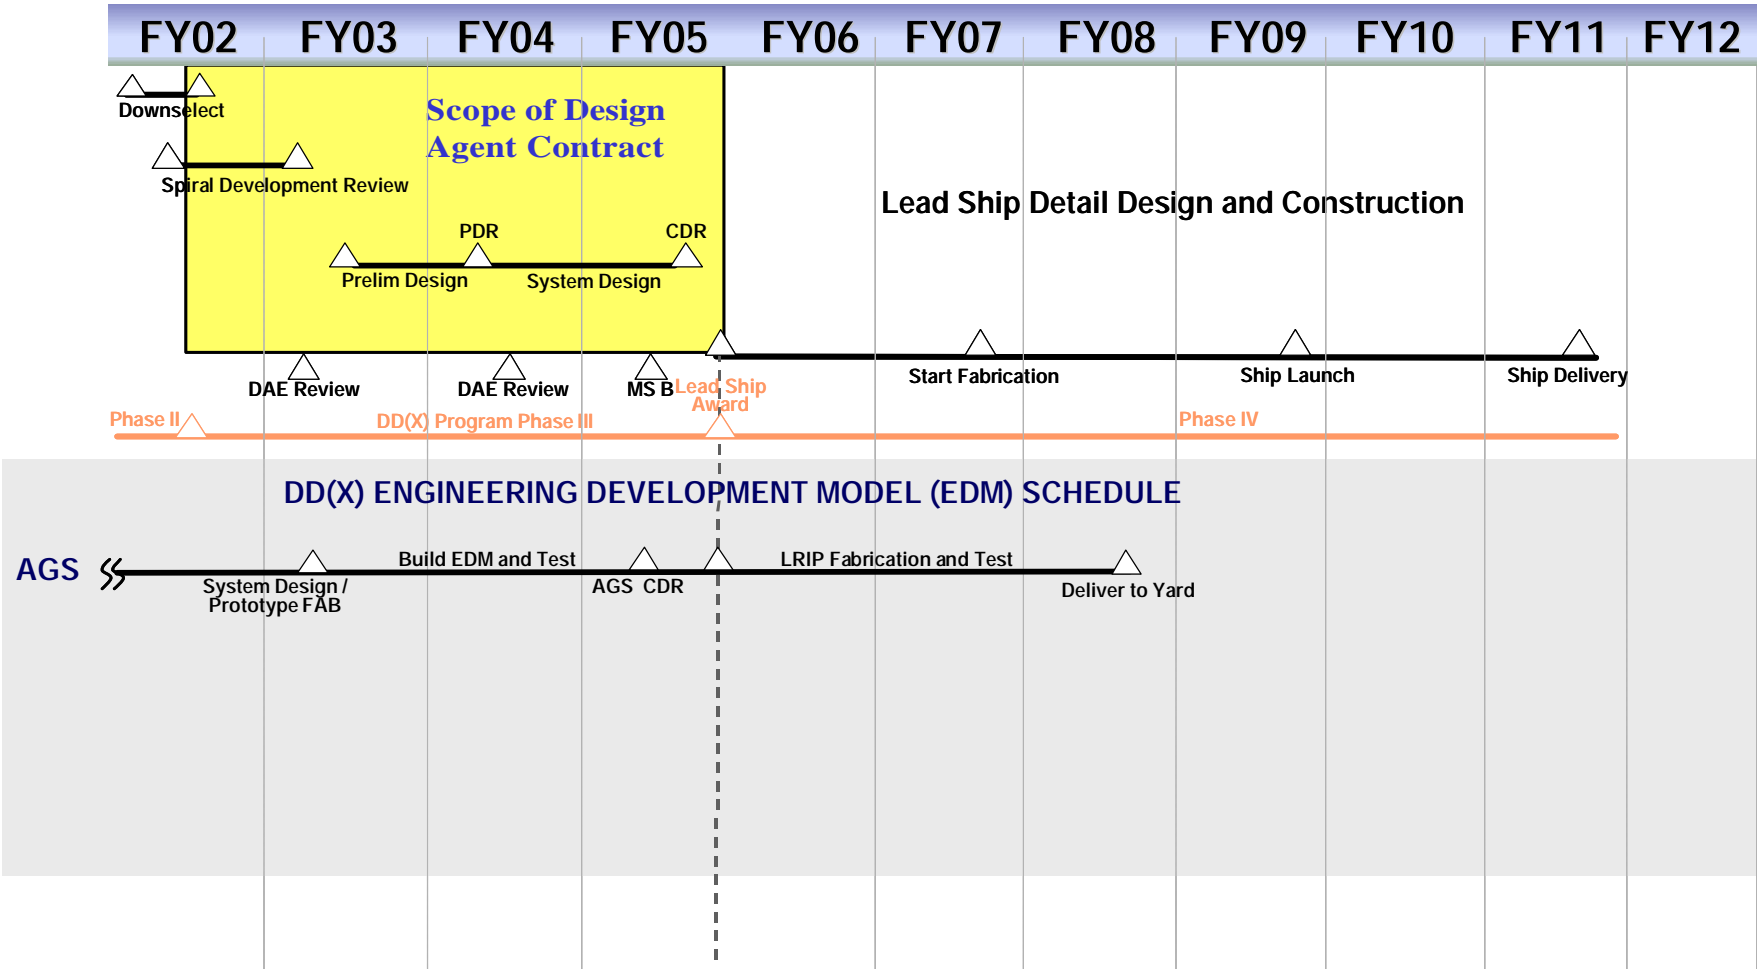 FY02 FY03 FY04 FY05 FY06 FY07 FY08 FY09 FY10 FY11 FY12
Downselect
Scope of Design
Agent Contract
Spiral Development Review
Lead Ship Detail Design and Construction
PDR
CDR
Prelim Design
System Design
DAE Review
DAE Review
MS B
Lead Ship
Award
Start Fabrication
Ship Launch
Ship Delivery
Phase II
DD(X) Program Phase III
Phase IV
DD(X) ENGINEERING DEVELOPMENT MODEL (EDM) SCHEDULE
AGS
Build EDM and Test
LRIP Fabrication and Test
System Design /
Prototype FAB
AGS CDR
Deliver to Yard